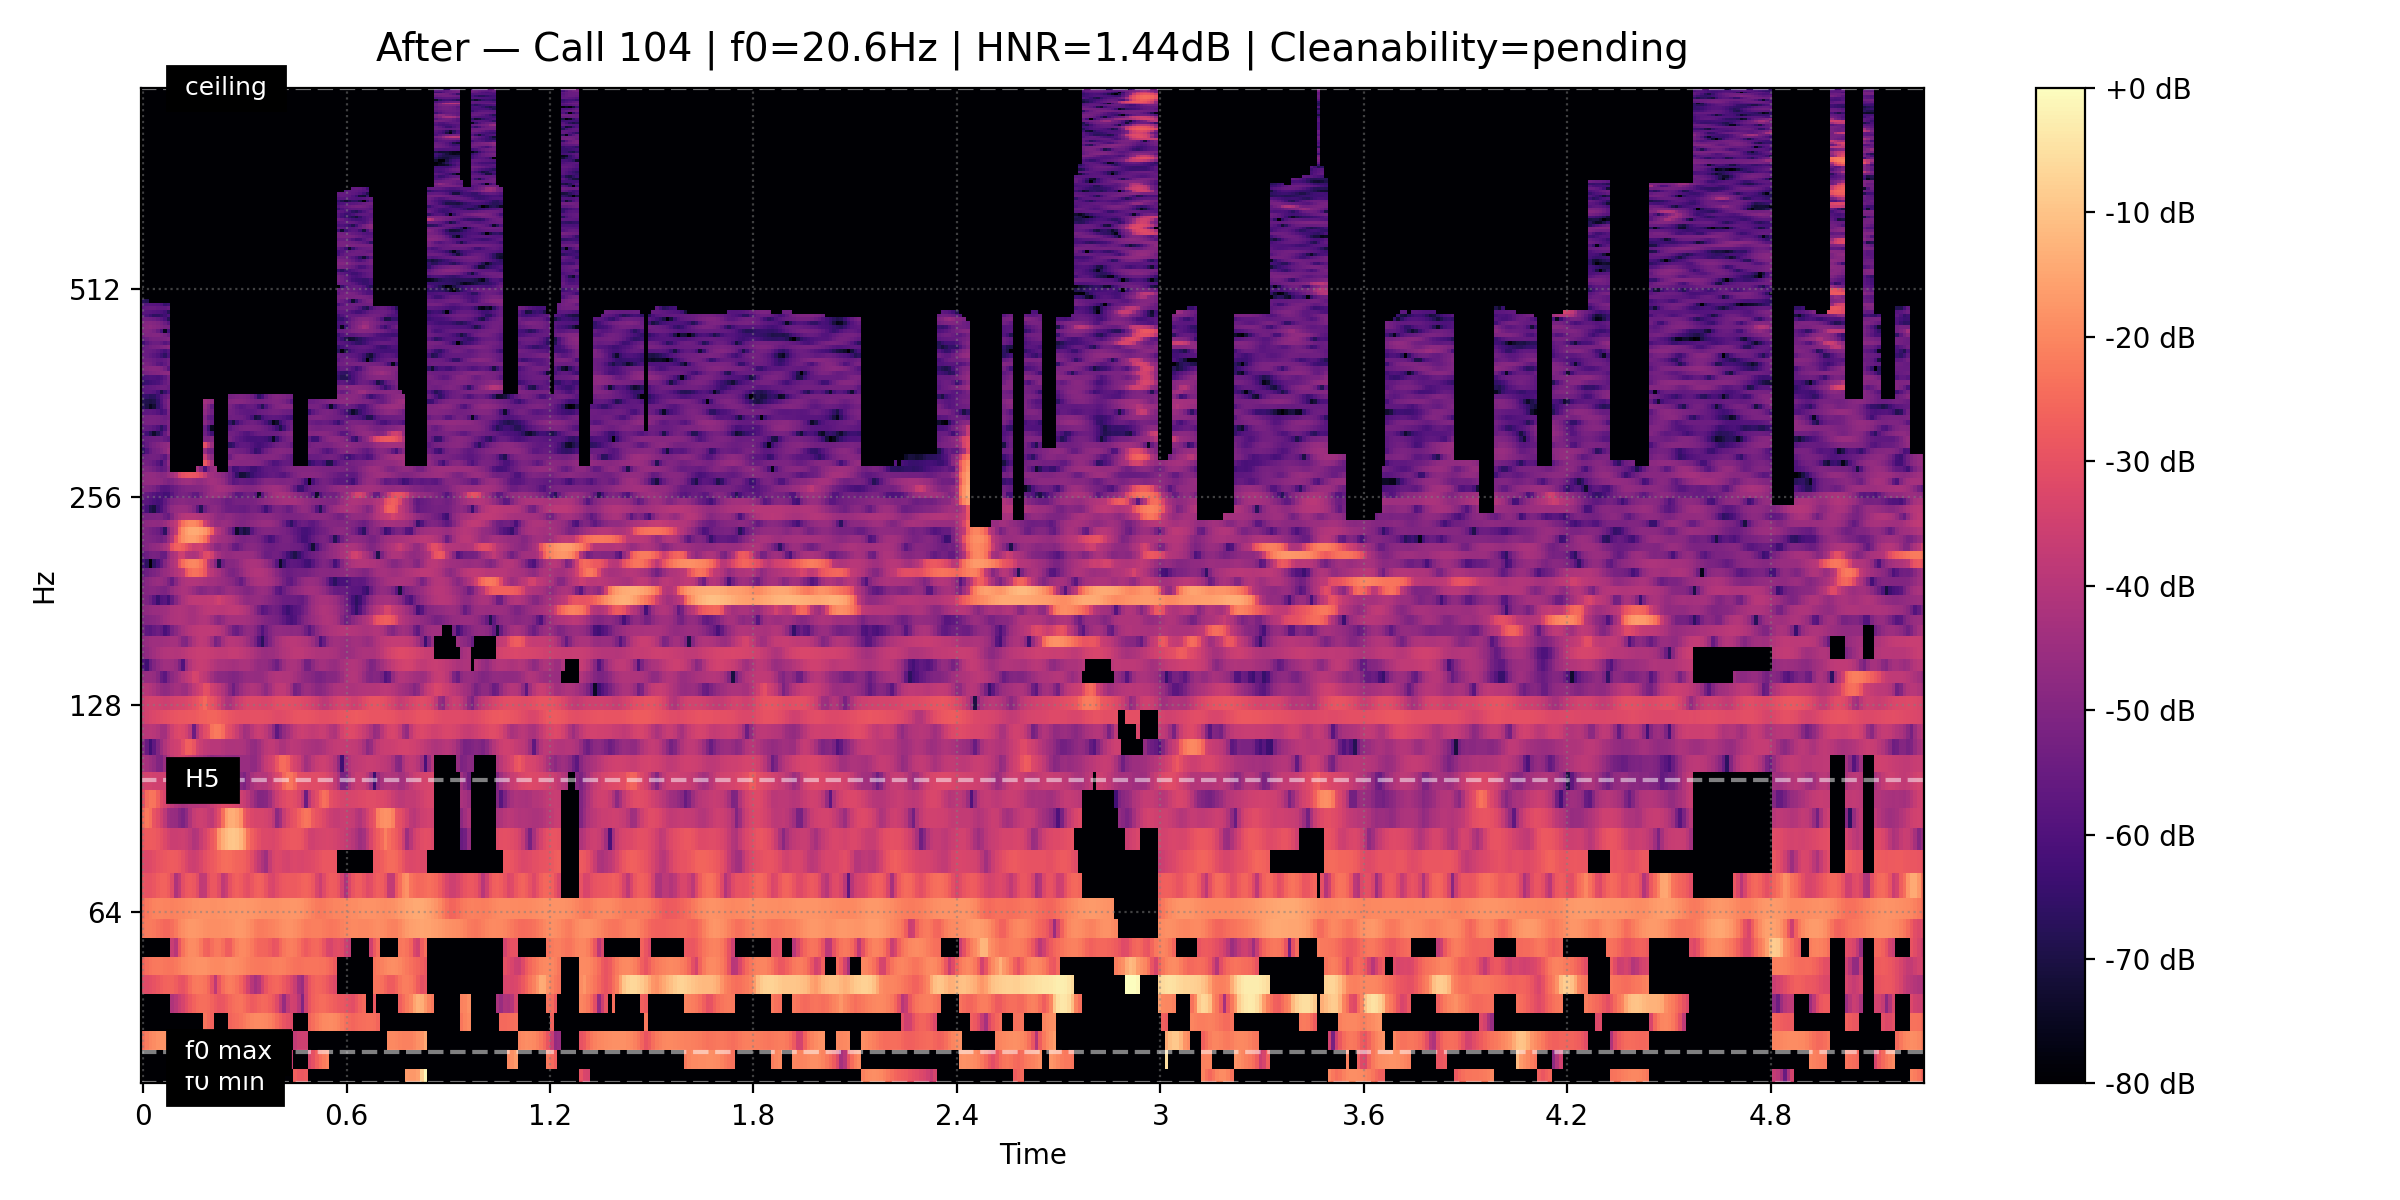 After — Call 104 | f0=20.6Hz | HNR=1.44dB | Cleanability=pending
ceiling
+0 dB
-10 dB
512
-20 dB
-30 dB
256
-40 dB
Hz
-50 dB
128
H5
-60 dB
64
-70 dB
f0 max
f0 min
-80 dB
0 0.6 1.2 1.8 2.4 3 3.6 4.2 4.8
Time